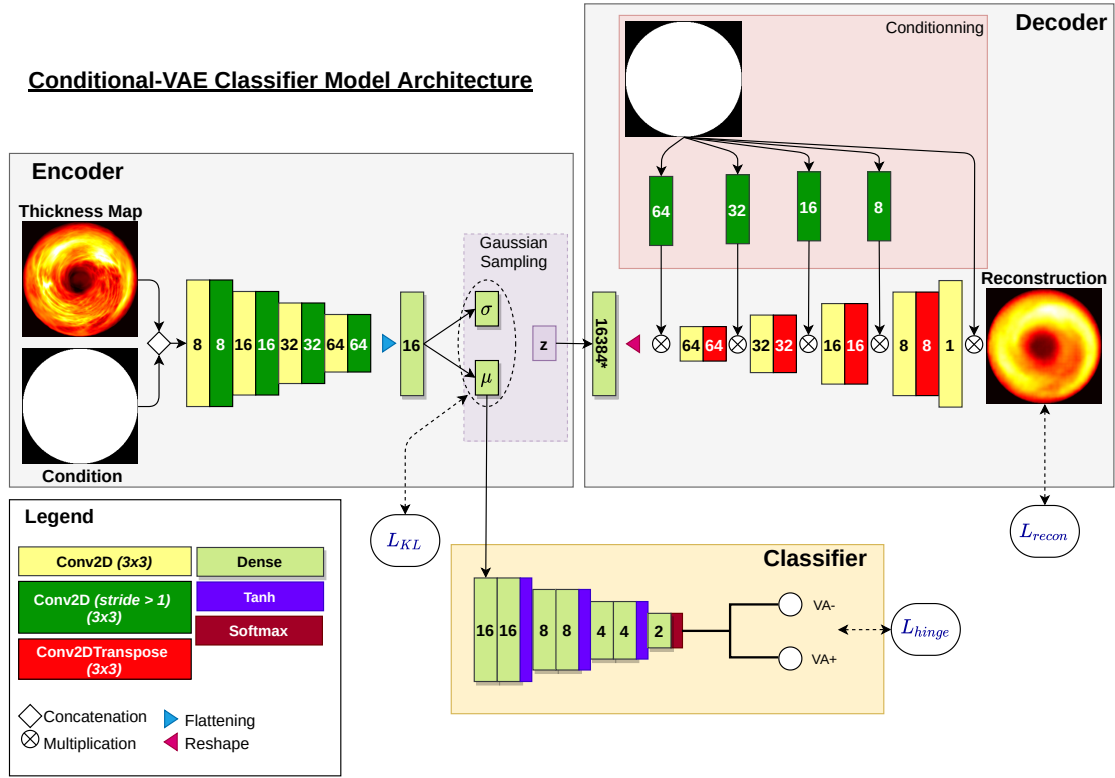 Conditional-VAE Classifier Model Architecture
Decoder
Conditionning
64
32
16
8
Encoder
Thickness Map
Condition
8 8 16 16 32 32 64 64
16
Gaussian
Sampling
σ
μ
z
16384*
64 64
32 32
16 16
8 8 1
Reconstruction
L_KL
L_recon
Legend
Conv2D (3x3)
Conv2D (stride > 1)
(3x3)
Conv2DTranspose
(3x3)
Dense
Tanh
Softmax
Concatenation
Multiplication
Flattening
Reshape
Classifier
16 16 8 8 4 4 2
VA-
VA+
L_hinge